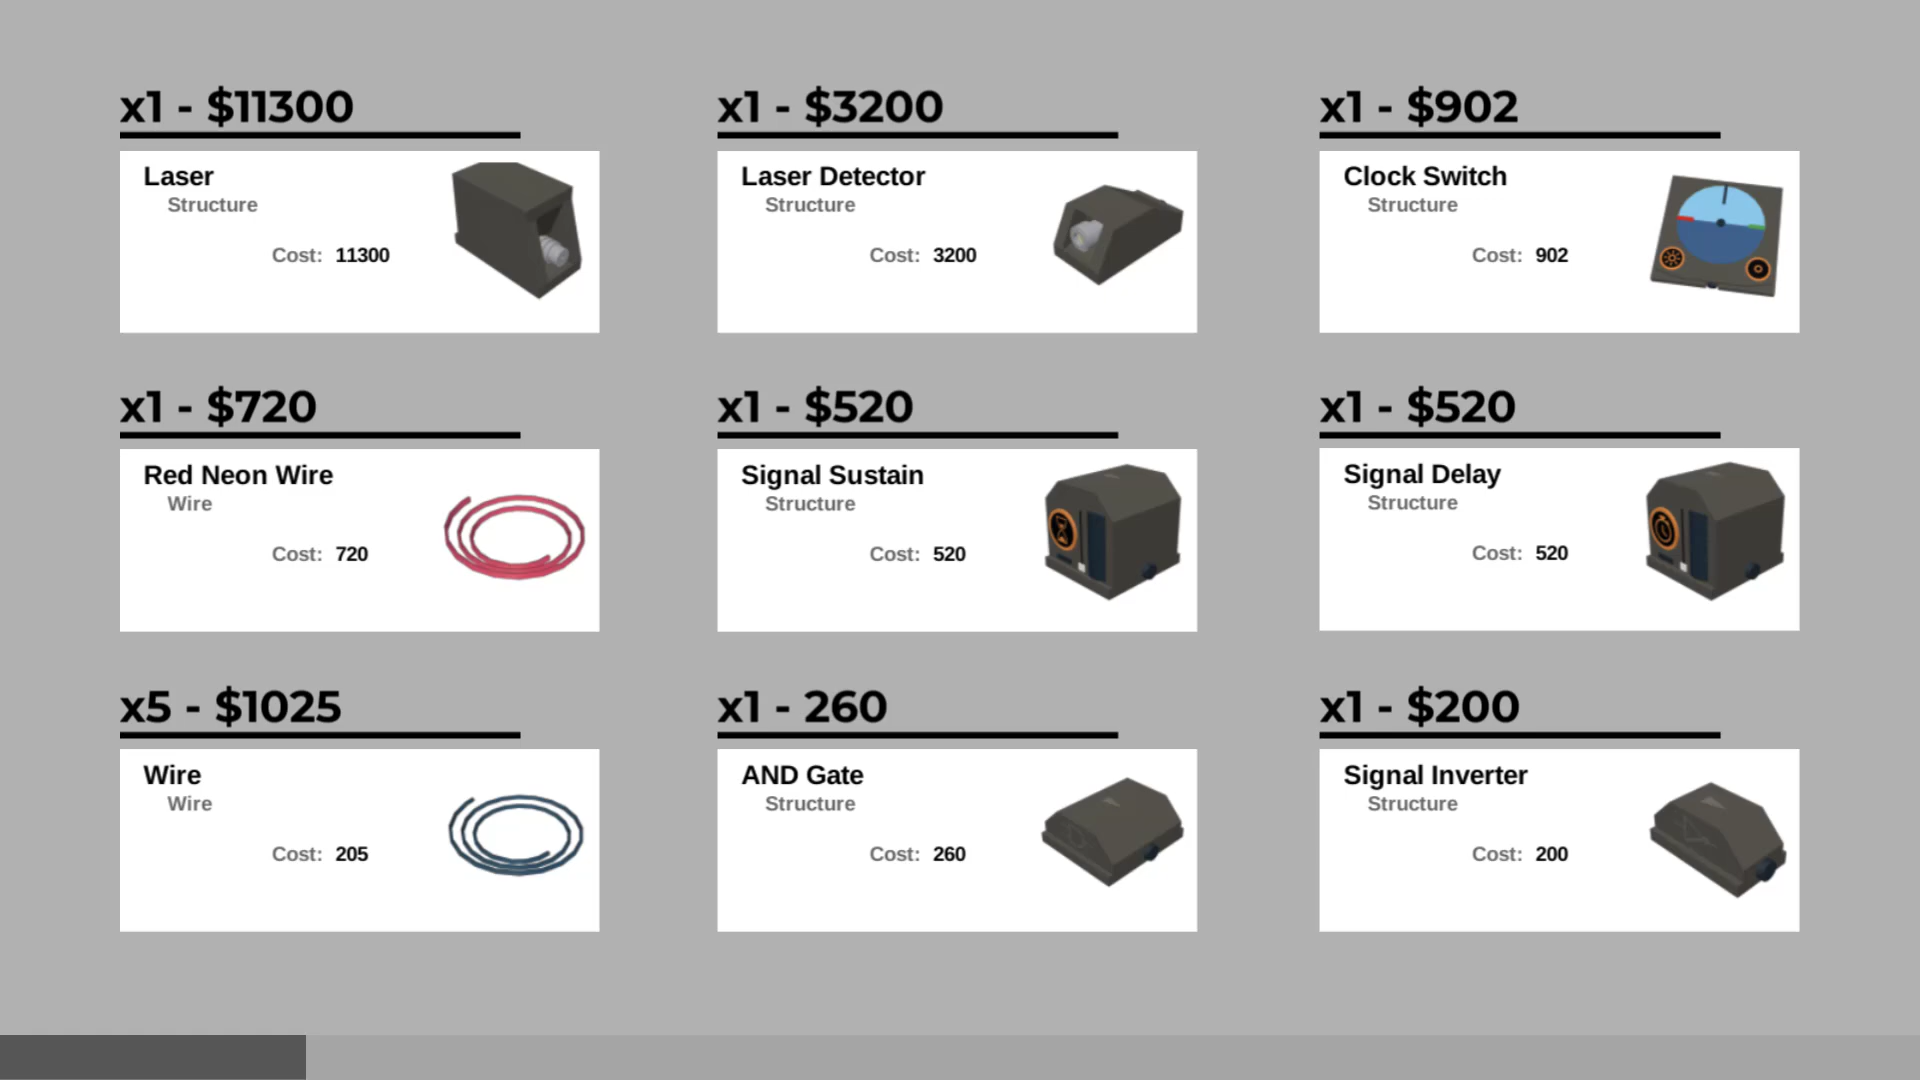 x1 - $11300
Laser
Structure
Cost: 11300
x1 - $3200
Laser Detector
Structure
Cost: 3200
x1 - $902
Clock Switch
Structure
Cost: 902
x1 - $720
Red Neon Wire
Wire
Cost: 720
x1 - $520
Signal Sustain
Structure
Cost: 520
x1 - $520
Signal Delay
Structure
Cost: 520
x5 - $1025
Wire
Wire
Cost: 205
x1 - 260
AND Gate
Structure
Cost: 260
x1 - $200
Signal Inverter
Structure
Cost: 200